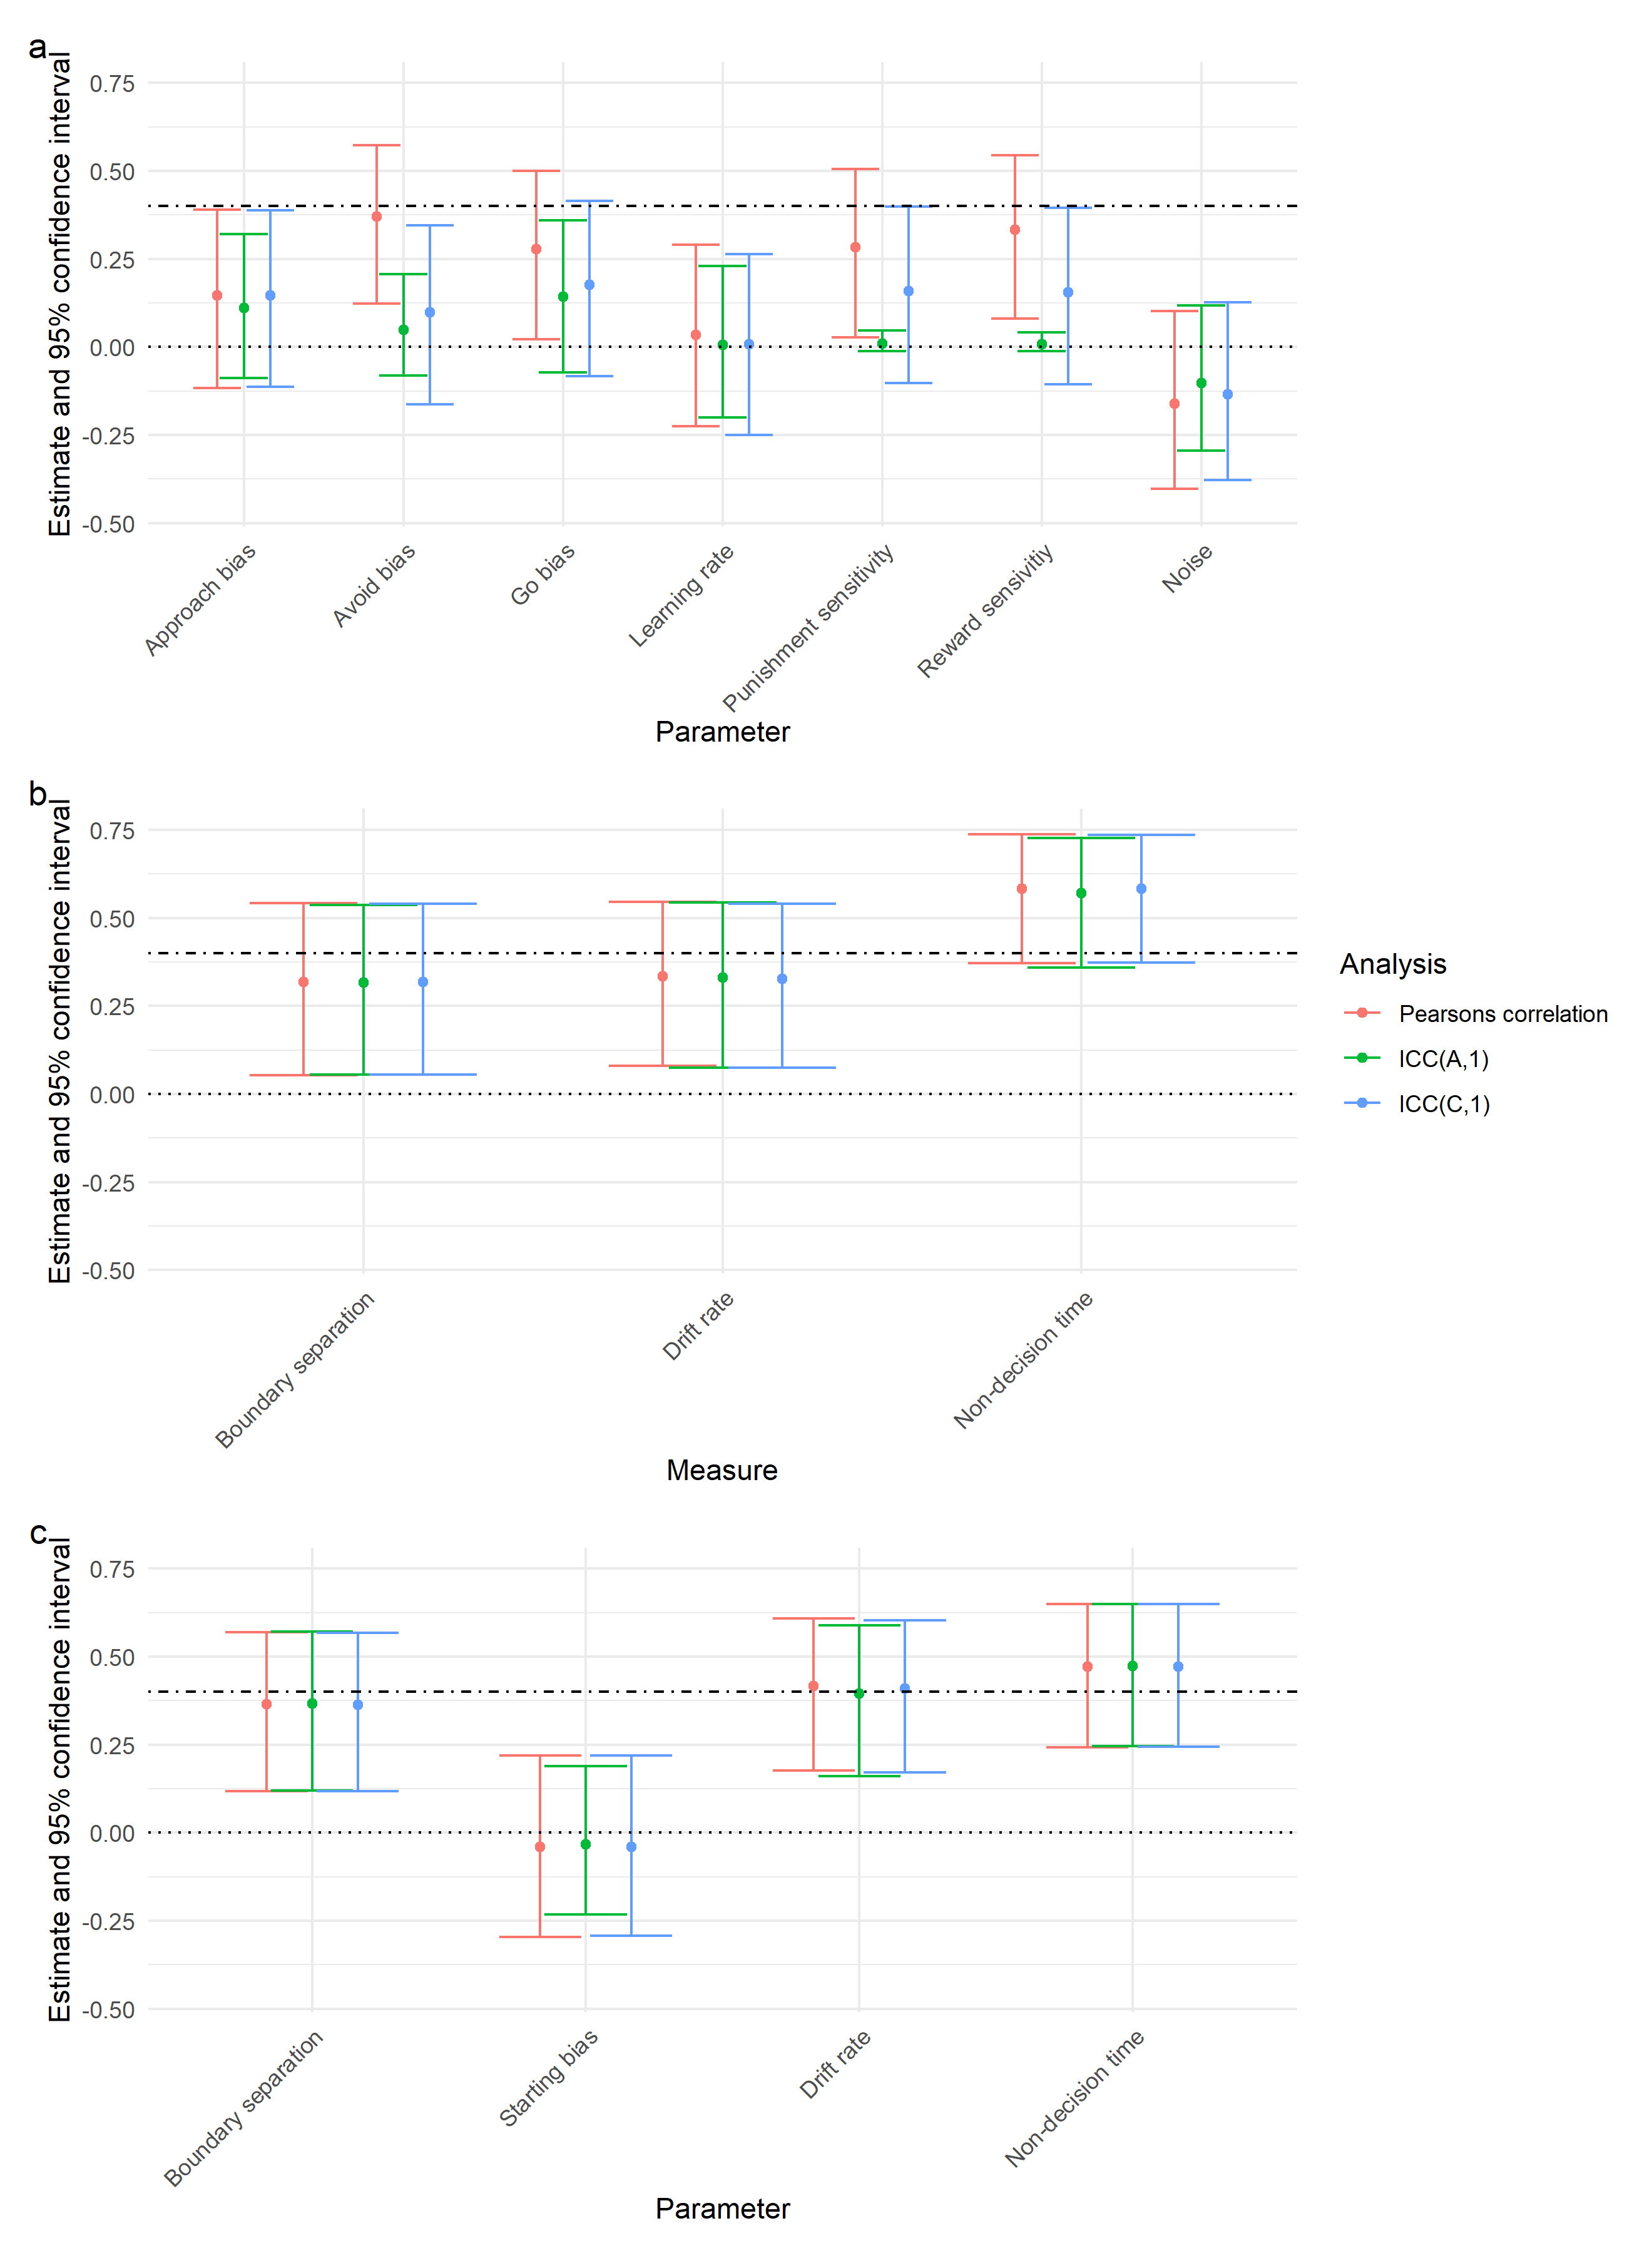 a
Estimate and 95% confidence interval
0.75
0.50
0.25
0.00
-0.25
-0.50
Approach bias
Avoid bias
Go bias
Learning rate
Punishment sensitivity
Reward sensivitiy
Noise
Parameter
b
Estimate and 95% confidence interval
0.75
0.50
0.25
0.00
-0.25
-0.50
Boundary separation
Drift rate
Non-decision time
Measure
Analysis
Pearsons correlation
ICC(A,1)
ICC(C,1)
c
Estimate and 95% confidence interval
0.75
0.50
0.25
0.00
-0.25
-0.50
Boundary separation
Starting bias
Drift rate
Non-decision time
Parameter